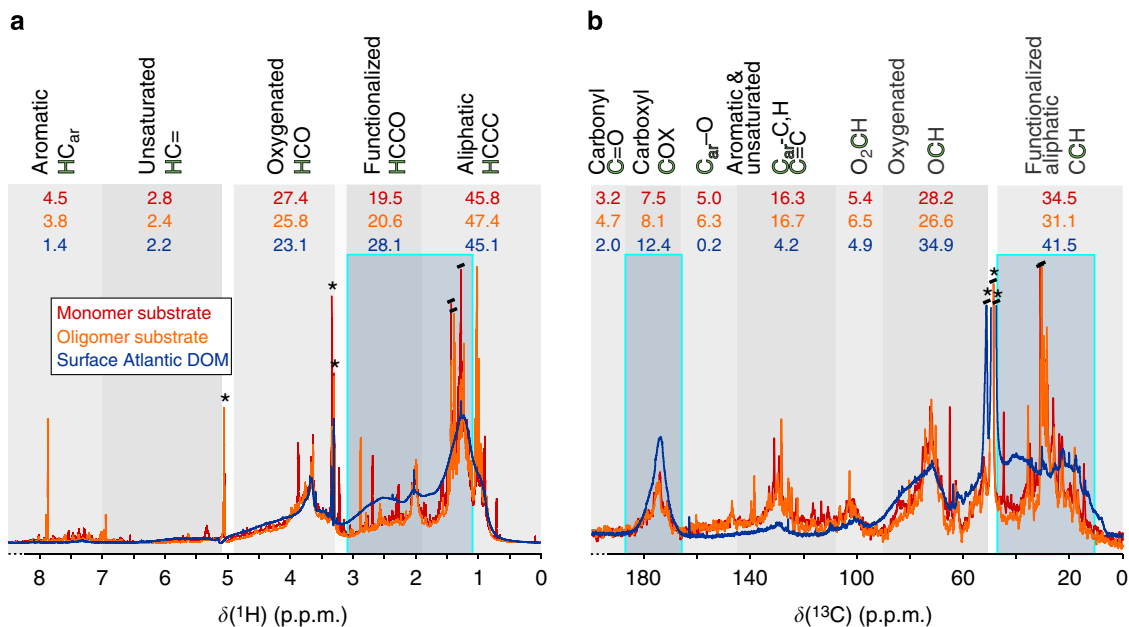 a
Aromatic
HCar
Unsaturated
HC=
Oxygenated
HCO
Functionalized
HCCO
Aliphatic
HCCC
4.5 2.8 27.4 19.5 45.8
3.8 2.4 25.8 20.6 47.4
1.4 2.2 23.1 28.1 45.1
*
*
*
Monomer substrate
Oligomer substrate
Surface Atlantic DOM
8 7 6 5 4 3 2 1 0
δ(¹H) (p.p.m.)
b
Carbonyl
C=O
Carboxyl
COX
Car–O
Aromatic &
unsaturated
Car-C,H
C=C
O₂CH
Oxygenated
OCH
Functionalized
aliphatic
CCH
3.2 7.5 5.0 16.3 5.4 28.2 34.5
4.7 8.1 6.3 16.7 6.5 26.6 31.1
2.0 12.4 0.2 4.2 4.9 34.9 41.5
*
* *
180 140 100 60 20 0
δ(¹³C) (p.p.m.)